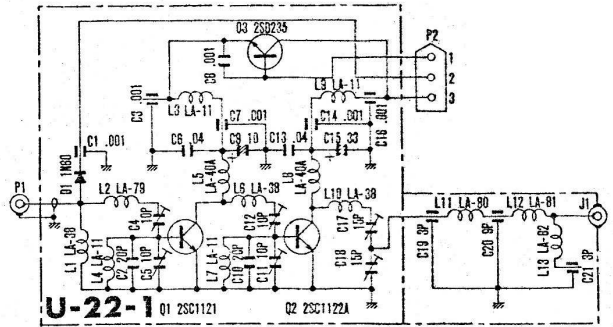 Q3 2SD235
P2
C8 .001
1
2
3
C3 .001
L3 LA-11
L9 LA-11
C7 .001
C14 .001
C16 .001
C1 .001
C6 .04
C9 10
C13 .04
C15 33
D1 1N60
L5 LA-40A
L8 LA-40A
P1
L2 LA-79
L6 LA-38
L10 LA-38
L11 LA-80
L12 LA-81
J1
C4 10P
C12 10P
C17 15P
L1 LA-38
L4 LA-11
C2 20P
C5 10P
L7 LA-11
C10 20P
C11 10P
C18 15P
C19 3P
C20 9P
L13 LA-82
C21 3P
U-22-1
Q1 2SC1121
Q2 2SC1122A